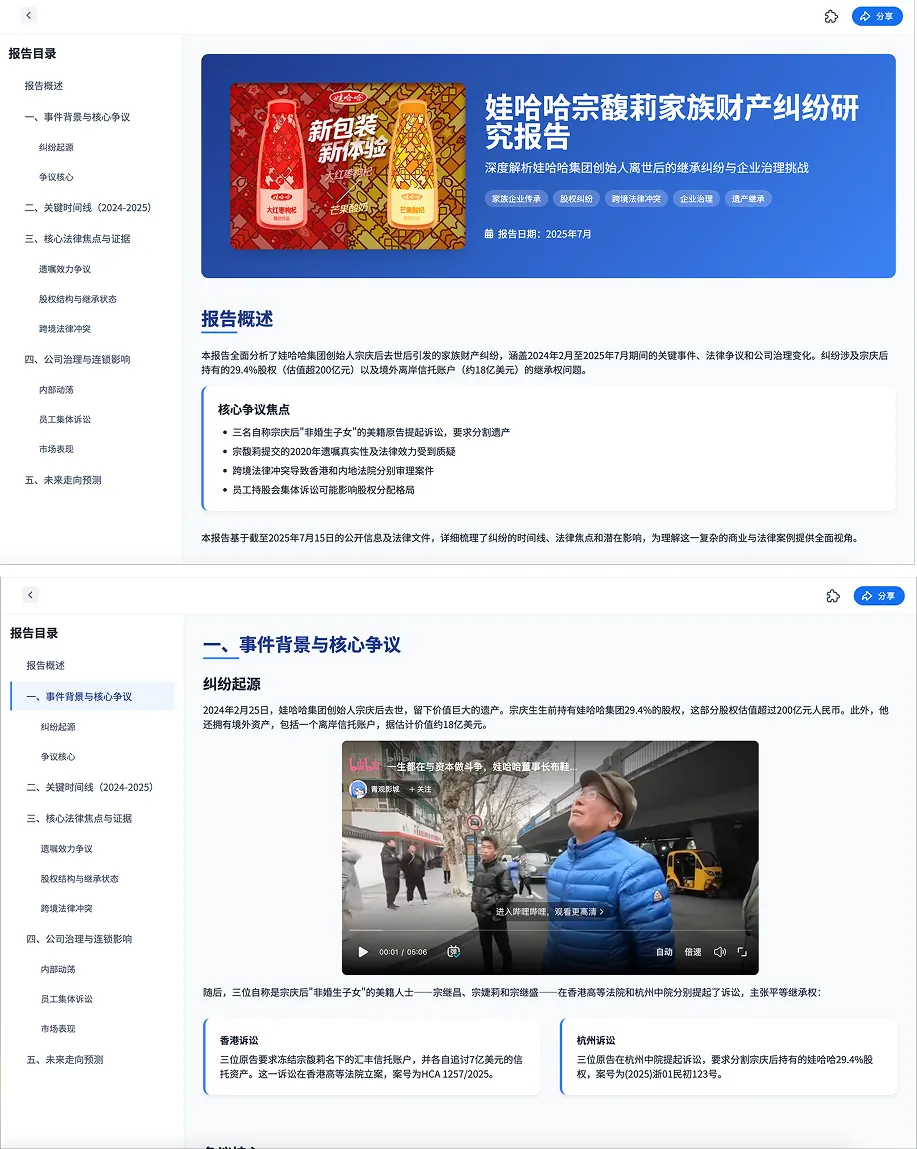 分享
报告目录
报告概述
一、事件背景与核心争议
纠纷起源
争议核心
二、关键时间线（2024-2025）
三、核心法律焦点与证据
遗嘱效力争议
股权结构与继承状态
跨境法律冲突
四、公司治理与连锁影响
内部动荡
员工集体诉讼
市场表现
五、未来走向预测
娃哈哈
新包装
新体验
大红枣枸杞
芒果酸奶
大红枣枸杞
芒果酸奶
娃哈哈宗馥莉家族财产纠纷研
究报告
深度解析娃哈哈集团创始人离世后的继承纠纷与企业治理挑战
家族企业传承 股权纠纷 跨境法律冲突 企业治理 遗产继承
报告日期：2025年7月
报告概述
本报告全面分析了娃哈哈集团创始人宗庆后去世后引发的家族财产纠纷，涵盖2024年2月至2025年7月期间的关键事件、法律争议和公司治理变化。纠纷涉及宗庆后
持有的29.4%股权（估值超200亿元）以及境外离岸信托账户（约18亿美元）的继承权问题。
核心争议焦点
• 三名自称宗庆后"非婚生子女"的美籍原告提起诉讼，要求分割遗产
• 宗馥莉提交的2020年遗嘱真实性及法律效力受到质疑
• 跨境法律冲突导致香港和内地法院分别审理案件
• 员工持股会集体诉讼可能影响股权分配格局
本报告基于截至2025年7月15日的公开信息及法律文件，详细梳理了纠纷的时间线、法律焦点和潜在影响，为理解这一复杂的商业与法律案例提供全面视角。
分享
报告目录
报告概述
一、事件背景与核心争议
纠纷起源
争议核心
二、关键时间线（2024-2025）
三、核心法律焦点与证据
遗嘱效力争议
股权结构与继承状态
跨境法律冲突
四、公司治理与连锁影响
内部动荡
员工集体诉讼
市场表现
五、未来走向预测
一、事件背景与核心争议
纠纷起源
2024年2月25日，娃哈哈集团创始人宗庆后去世，留下价值巨大的遗产。宗庆后生前持有娃哈哈集团29.4%的股权，这部分股权估值超过200亿元人民币。此外，他
还拥有境外资产，包括一个离岸信托账户，据估计价值约18亿美元。
bilibili 一生都在与资本做斗争，娃哈哈董事长布鞋...
青观影城 + 关注
进入哔哩哔哩，观看更高清 >
00:01 / 05:06 弹 自动 倍速
随后，三位自称是宗庆后"非婚生子女"的美籍人士——宗继昌、宗婕莉和宗继盛——在香港高等法院和杭州中院分别提起了诉讼，主张平等继承权：
香港诉讼
三位原告要求冻结宗馥莉名下的汇丰信托账户，并各自追讨7亿美元的信
托资产。这一诉讼在香港高等法院立案，案号为HCA 1257/2025。
杭州诉讼
三位原告在杭州中院提起诉讼，要求分割宗庆后持有的娃哈哈29.4%股
权，案号为(2025)浙01民初123号。